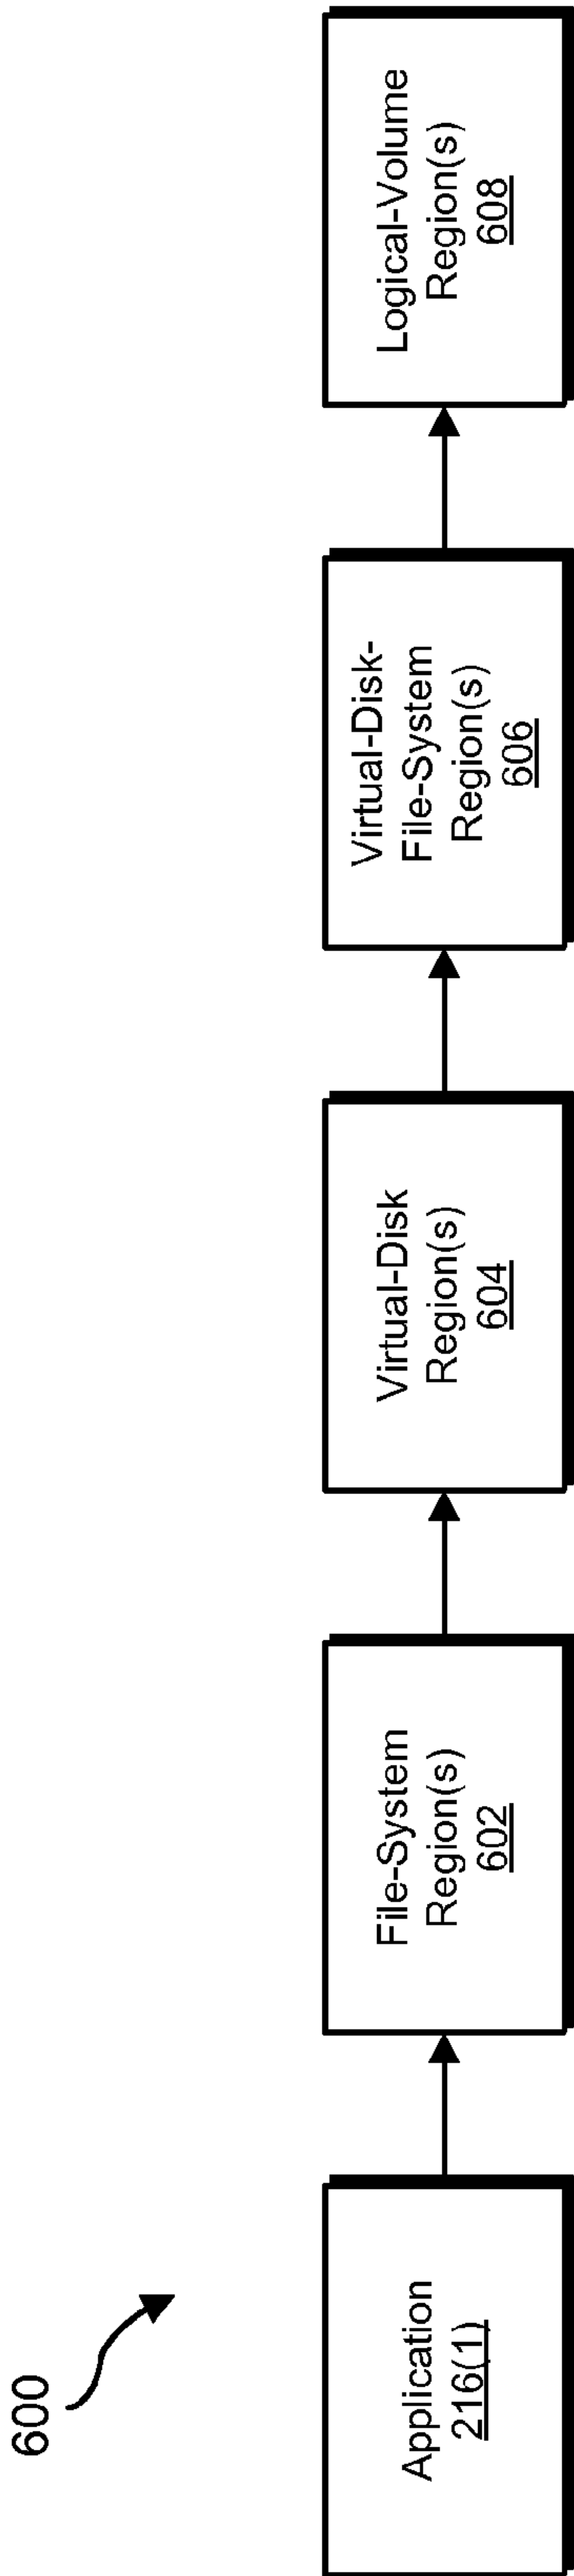 600
Application
216(1)
File-System
Region(s)
602
Virtual-Disk
Region(s)
604
Virtual-Disk-
File-System
Region(s)
606
Logical-Volume
Region(s)
608